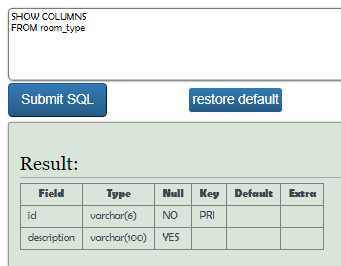 SHOW COLUMNS
FROM room_type
Submit SQL restore default
Result:
Field Type Null Key Default Extra
id varchar(6) NO PRI
description varchar(100) YES